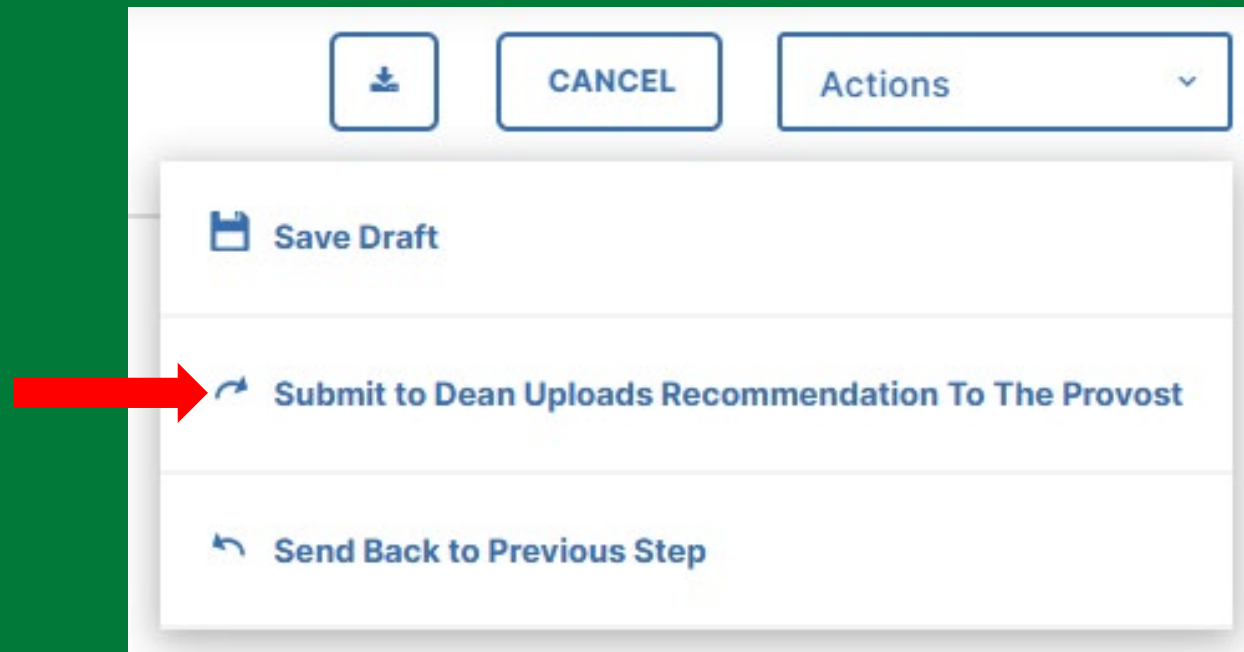 CANCEL
Actions
Save Draft
Submit to Dean Uploads Recommendation To The Provost
Send Back to Previous Step